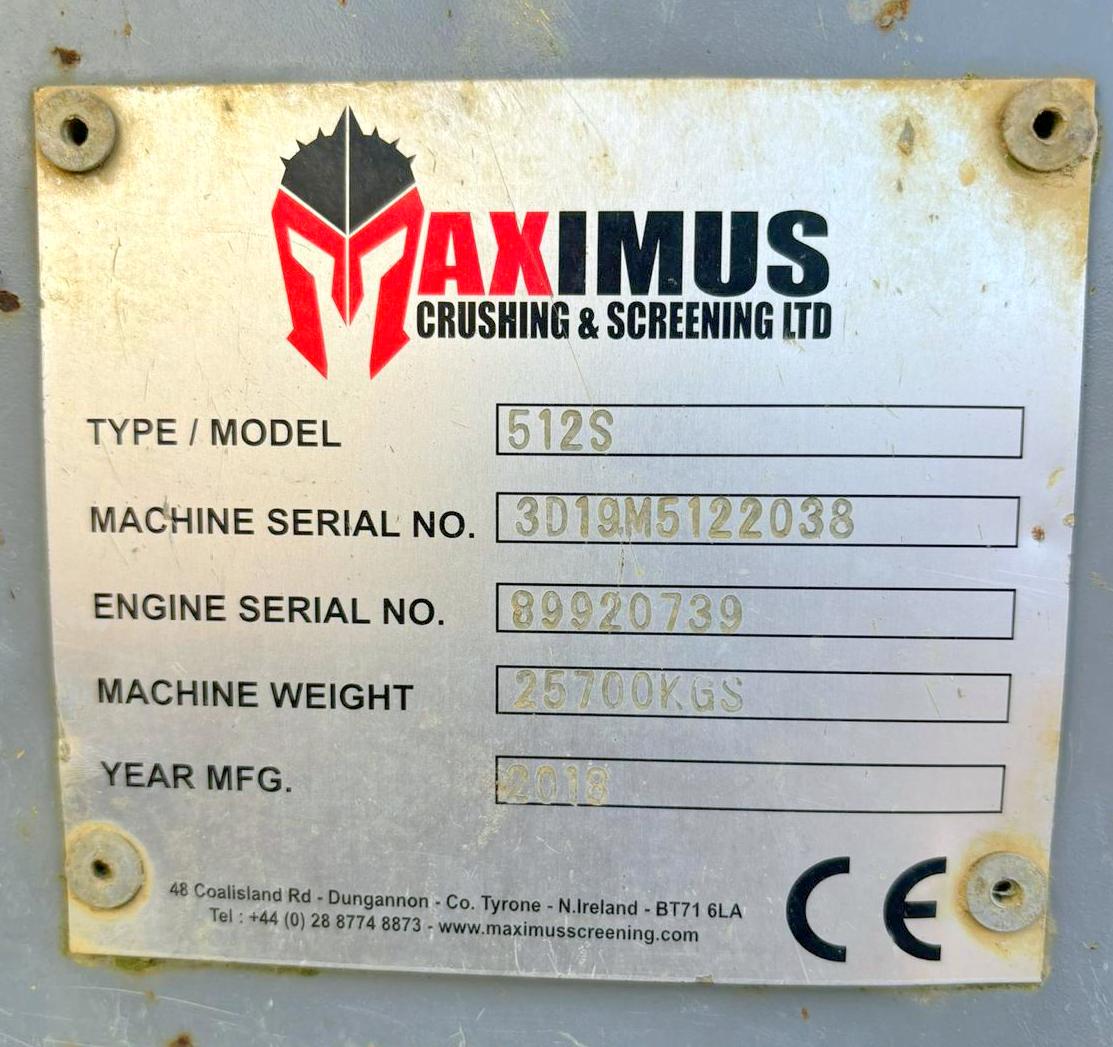 MAXIMUS
CRUSHING & SCREENING LTD
TYPE / MODEL 512S
MACHINE SERIAL NO. 3D19M5122038
ENGINE SERIAL NO. 89920739
MACHINE WEIGHT 25700KGS
YEAR MFG. 2018
48 Coalisland Rd - Dungannon - Co. Tyrone - N.Ireland - BT71 6LA
Tel : +44 (0) 28 8774 8873 - www.maximusscreening.com
CE